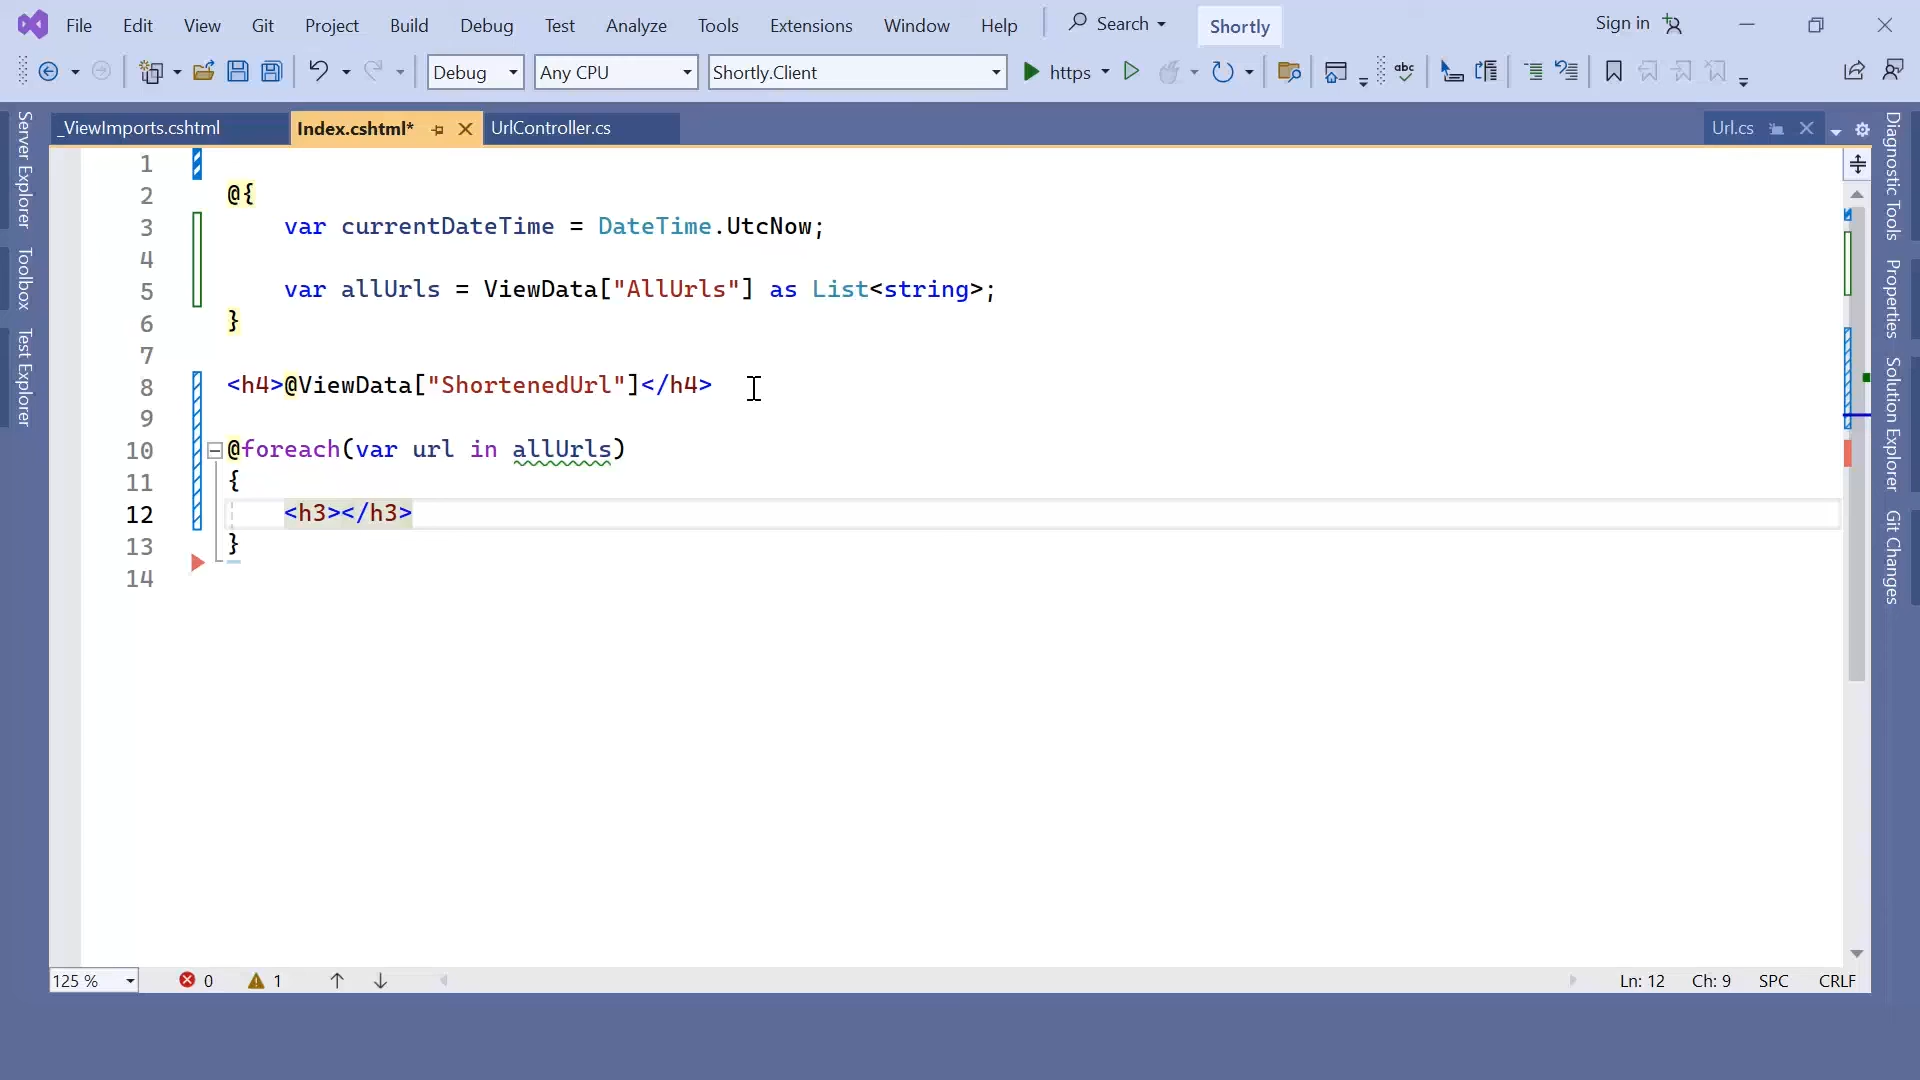 File Edit View Git Project Build Debug Test Analyze Tools Extensions Window Help Search Shortly Sign in
Debug Any CPU Shortly.Client https abc
_ViewImports.cshtml Index.cshtml* UrlController.cs Url.cs
Server Explorer
Toolbox
Test Explorer
1
2 @{
3 var currentDateTime = DateTime.UtcNow;
4
5 var allUrls = ViewData["AllUrls"] as List<string>;
6 }
7
8 <h4>@ViewData["ShortenedUrl"]</h4>
9
10 @foreach(var url in allUrls)
11 {
12 <h3></h3>
13 }
14
Diagnostic Tools
Properties
Solution Explorer
Git Changes
125 % 0 1 Ln: 12 Ch: 9 SPC CRLF